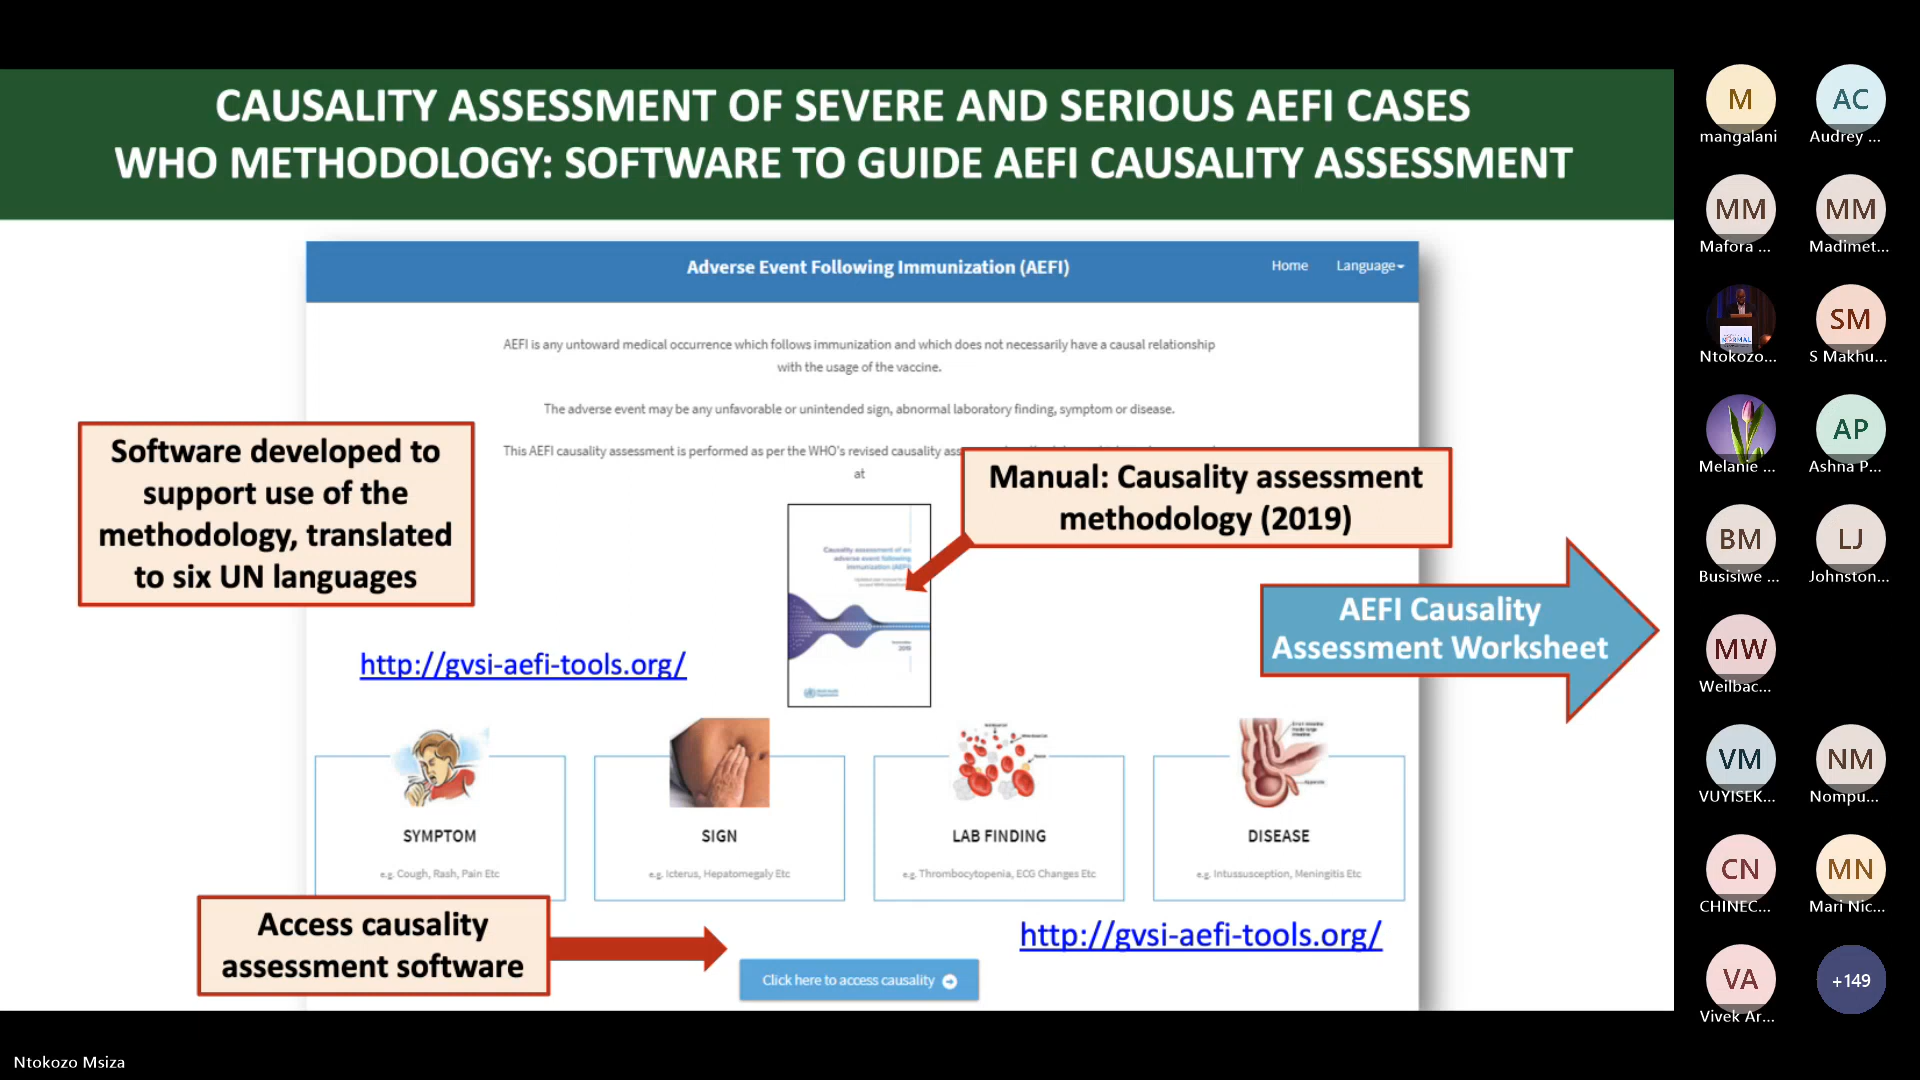 CAUSALITY ASSESSMENT OF SEVERE AND SERIOUS AEFI CASES
WHO METHODOLOGY: SOFTWARE TO GUIDE AEFI CAUSALITY ASSESSMENT
Adverse Event Following Immunization (AEFI)
Home
Language
AEFI is any untoward medical occurrence which follows immunization and which does not necessarily have a causal relationship
with the usage of the vaccine.
The adverse event may be any unfavorable or unintended sign, abnormal laboratory finding, symptom or disease.
This AEFI causality assessment is performed as per the WHO's revised causality
at
Software developed to
support use of the
methodology, translated
to six UN languages
Manual: Causality assessment
methodology (2019)
Causality assessment of an
adverse event following
immunization (AEFI)
2019
AEFI Causality
Assessment Worksheet
http://gvsi-aefi-tools.org/
SYMPTOM
e.g. Cough, Rash, Pain Etc
SIGN
e.g. Icterus, Hepatomegaly Etc
LAB FINDING
e.g. Thrombocytopenia, ECG Changes Etc
DISEASE
e.g. Intussusception, Meningitis Etc
Access causality
assessment software
http://gvsi-aefi-tools.org/
Click here to access causality
M
mangalani
AC
Audrey ...
MM
Mafora ...
MM
Madimet...
Ntokozo...
SM
S Makhu...
Melanie ...
AP
Ashna P...
BM
Busisiwe ...
LJ
Johnston...
MW
Weilbac...
VM
VUYISEK...
NM
Nompu...
CN
CHINEC...
MN
Mari Nic...
VA
Vivek Ar...
+149
Ntokozo Msiza